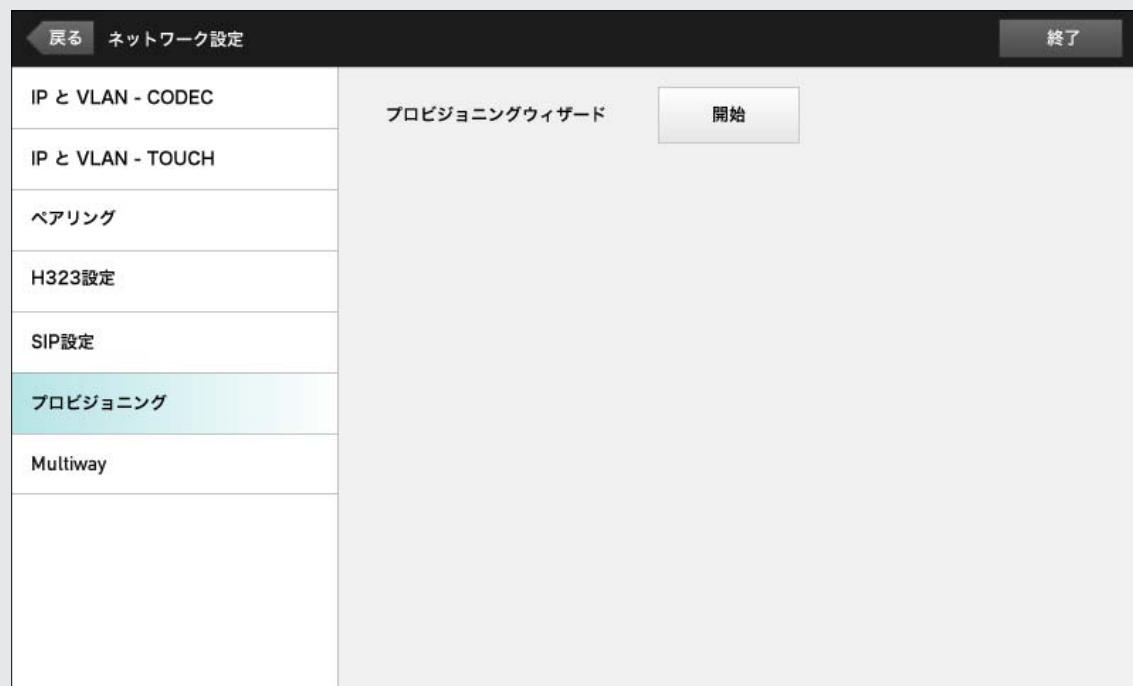 戻る ネットワーク設定 終了
IP と VLAN - CODEC
プロビジョニングウィザード 開始
IP と VLAN - TOUCH
ペアリング
H323設定
SIP設定
プロビジョニング
Multiway